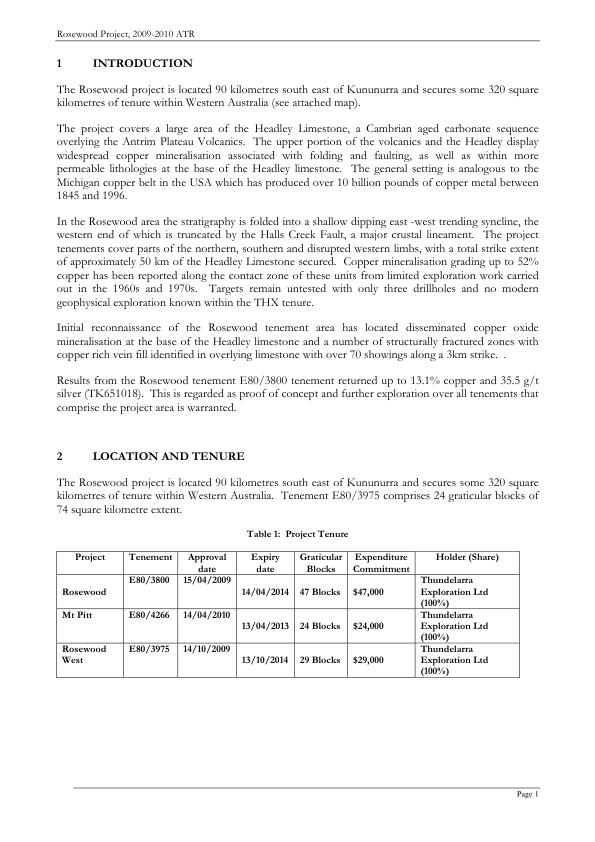 Rosewood Project, 2009-2010 ATR
1 INTRODUCTION
The Rosewood project is located 90 kilometres south east of Kununurra and secures some 320 square
kilometres of tenure within Western Australia (see attached map).
The project covers a large area of the Headley Limestone, a Cambrian aged carbonate sequence
overlying the Antrim Plateau Volcanics. The upper portion of the volcanics and the Headley display
widespread copper mineralisation associated with folding and faulting, as well as within more
permeable lithologies at the base of the Headley limestone. The general setting is analogous to the
Michigan copper belt in the USA which has produced over 10 billion pounds of copper metal between
1845 and 1996.
In the Rosewood area the stratigraphy is folded into a shallow dipping east -west trending syncline, the
western end of which is truncated by the Halls Creek Fault, a major crustal lineament. The project
tenements cover parts of the northern, southern and disrupted western limbs, with a total strike extent
of approximately 50 km of the Headley Limestone secured. Copper mineralisation grading up to 52%
copper has been reported along the contact zone of these units from limited exploration work carried
out in the 1960s and 1970s. Targets remain untested with only three drillholes and no modern
geophysical exploration known within the THX tenure.
Initial reconnaissance of the Rosewood tenement area has located disseminated copper oxide
mineralisation at the base of the Headley limestone and a number of structurally fractured zones with
copper rich vein fill identified in overlying limestone with over 70 showings along a 3km strike. .
Results from the Rosewood tenement E80/3800 tenement returned up to 13.1% copper and 35.5 g/t
silver (TK651018). This is regarded as proof of concept and further exploration over all tenements that
comprise the project area is warranted.
2 LOCATION AND TENURE
The Rosewood project is located 90 kilometres south east of Kununurra and secures some 320 square
kilometres of tenure within Western Australia. Tenement E80/3975 comprises 24 graticular blocks of
74 square kilometre extent.
Table 1: Project Tenure
Project Tenement Approval Expiry Graticular Expenditure Holder (Share)
date date Blocks Commitment
E80/3800 15/04/2009 Thundelarra
Rosewood 14/04/2014 47 Blocks $47,000 Exploration Ltd
(100%)
Mt Pitt E80/4266 14/04/2010 Thundelarra
13/04/2013 24 Blocks $24,000 Exploration Ltd
(100%)
Rosewood E80/3975 14/10/2009 Thundelarra
West 13/10/2014 29 Blocks $29,000 Exploration Ltd
(100%)
Page 1